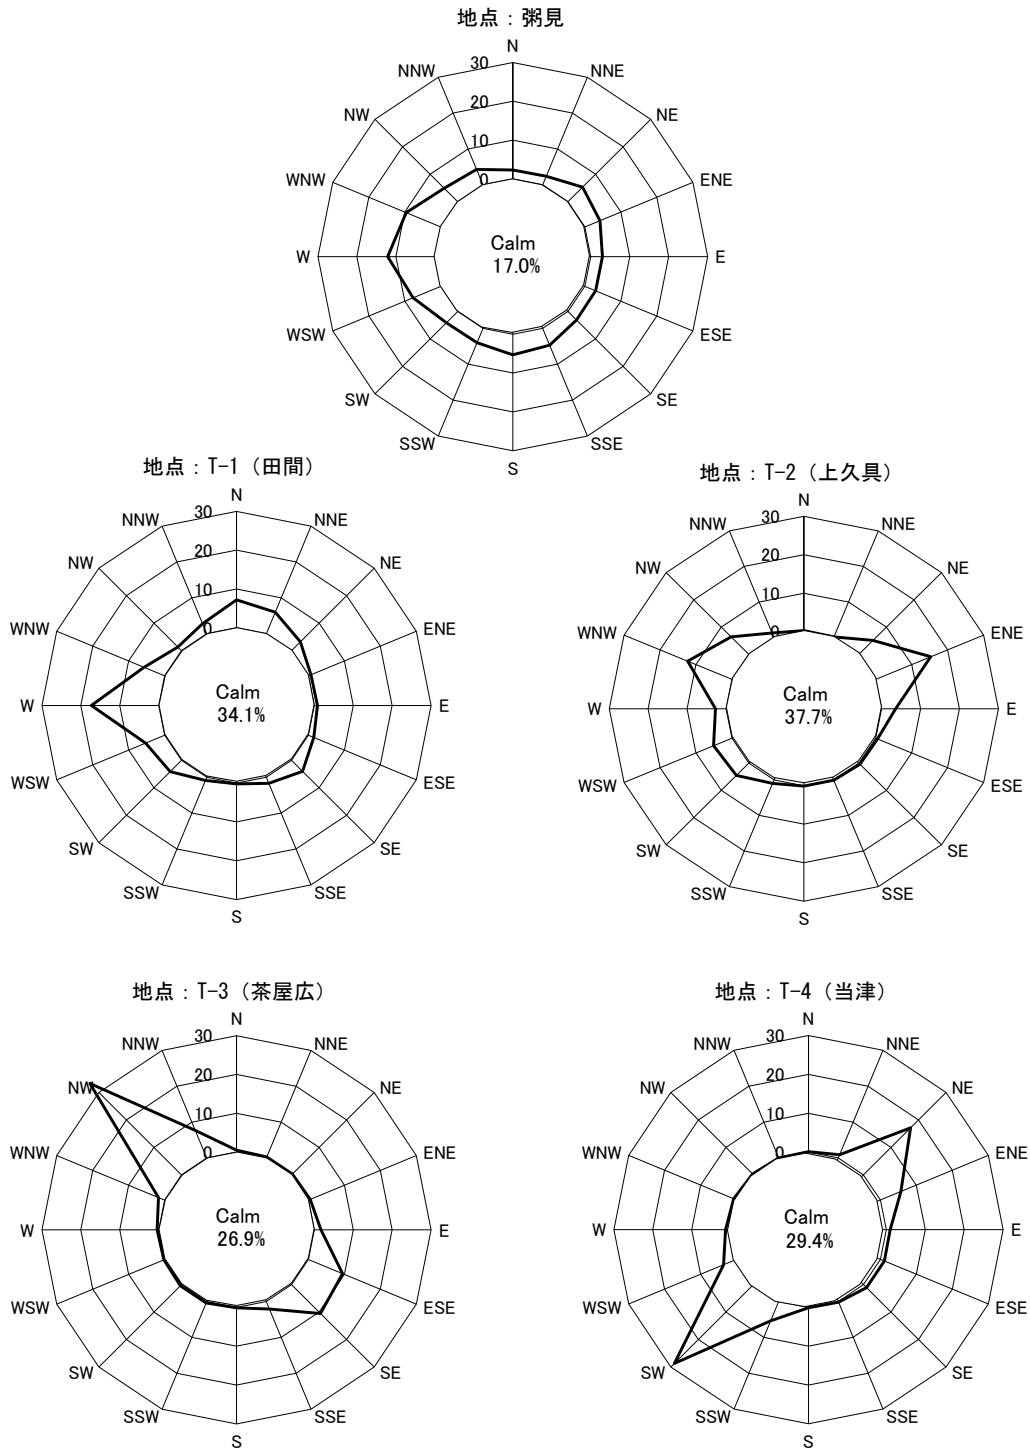 地点：粥見
N
30
NNW
NNE
20
NW
NE
10
WNW
ENE
0
Calm
17.0%
W
E
WSW
ESE
SW
SE
SSW
SSE
S
地点：T-1（田間）
N
30
NNW
NNE
20
NW
NE
10
WNW
ENE
0
Calm
34.1%
W
E
WSW
ESE
SW
SE
SSW
SSE
S
地点：T-2（上久具）
N
30
NNW
NNE
20
NW
NE
10
WNW
ENE
0
Calm
37.7%
W
E
WSW
ESE
SW
SE
SSW
SSE
S
地点：T-3（茶屋広）
N
30
NNW
NNE
20
NW
NE
10
WNW
ENE
0
Calm
26.9%
W
E
WSW
ESE
SW
SE
SSW
SSE
S
地点：T-4（当津）
N
30
NNW
NNE
20
NW
NE
10
WNW
ENE
0
Calm
29.4%
W
E
WSW
ESE
SW
SE
SSW
SSE
S